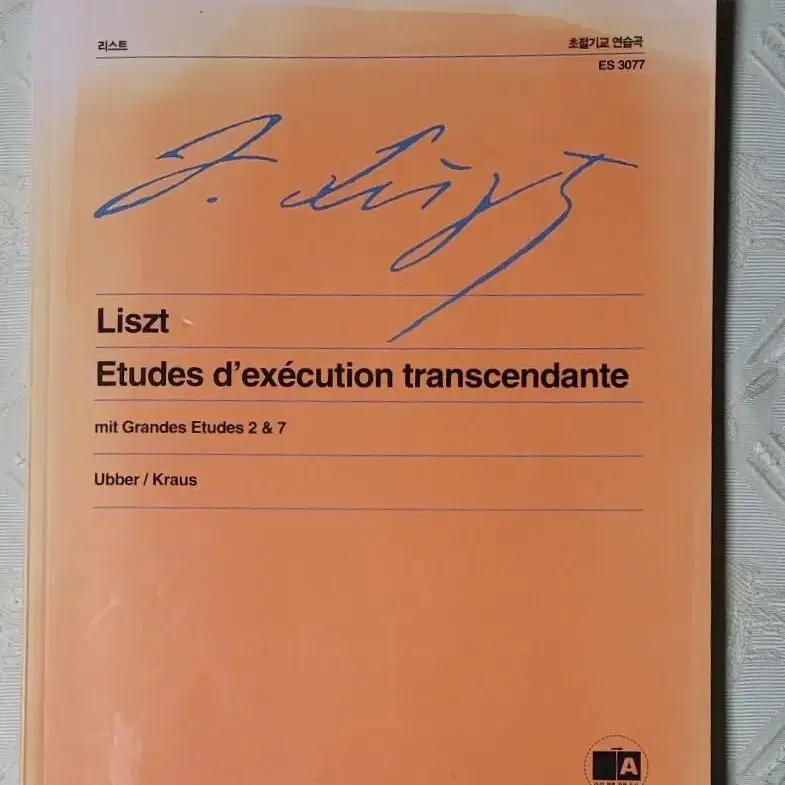 리스트
초절기교 연습곡
ES 3077
F. Liszt
Liszt
Etudes d'exécution transcendante
mit Grandes Etudes 2 & 7
Ubber / Kraus
A